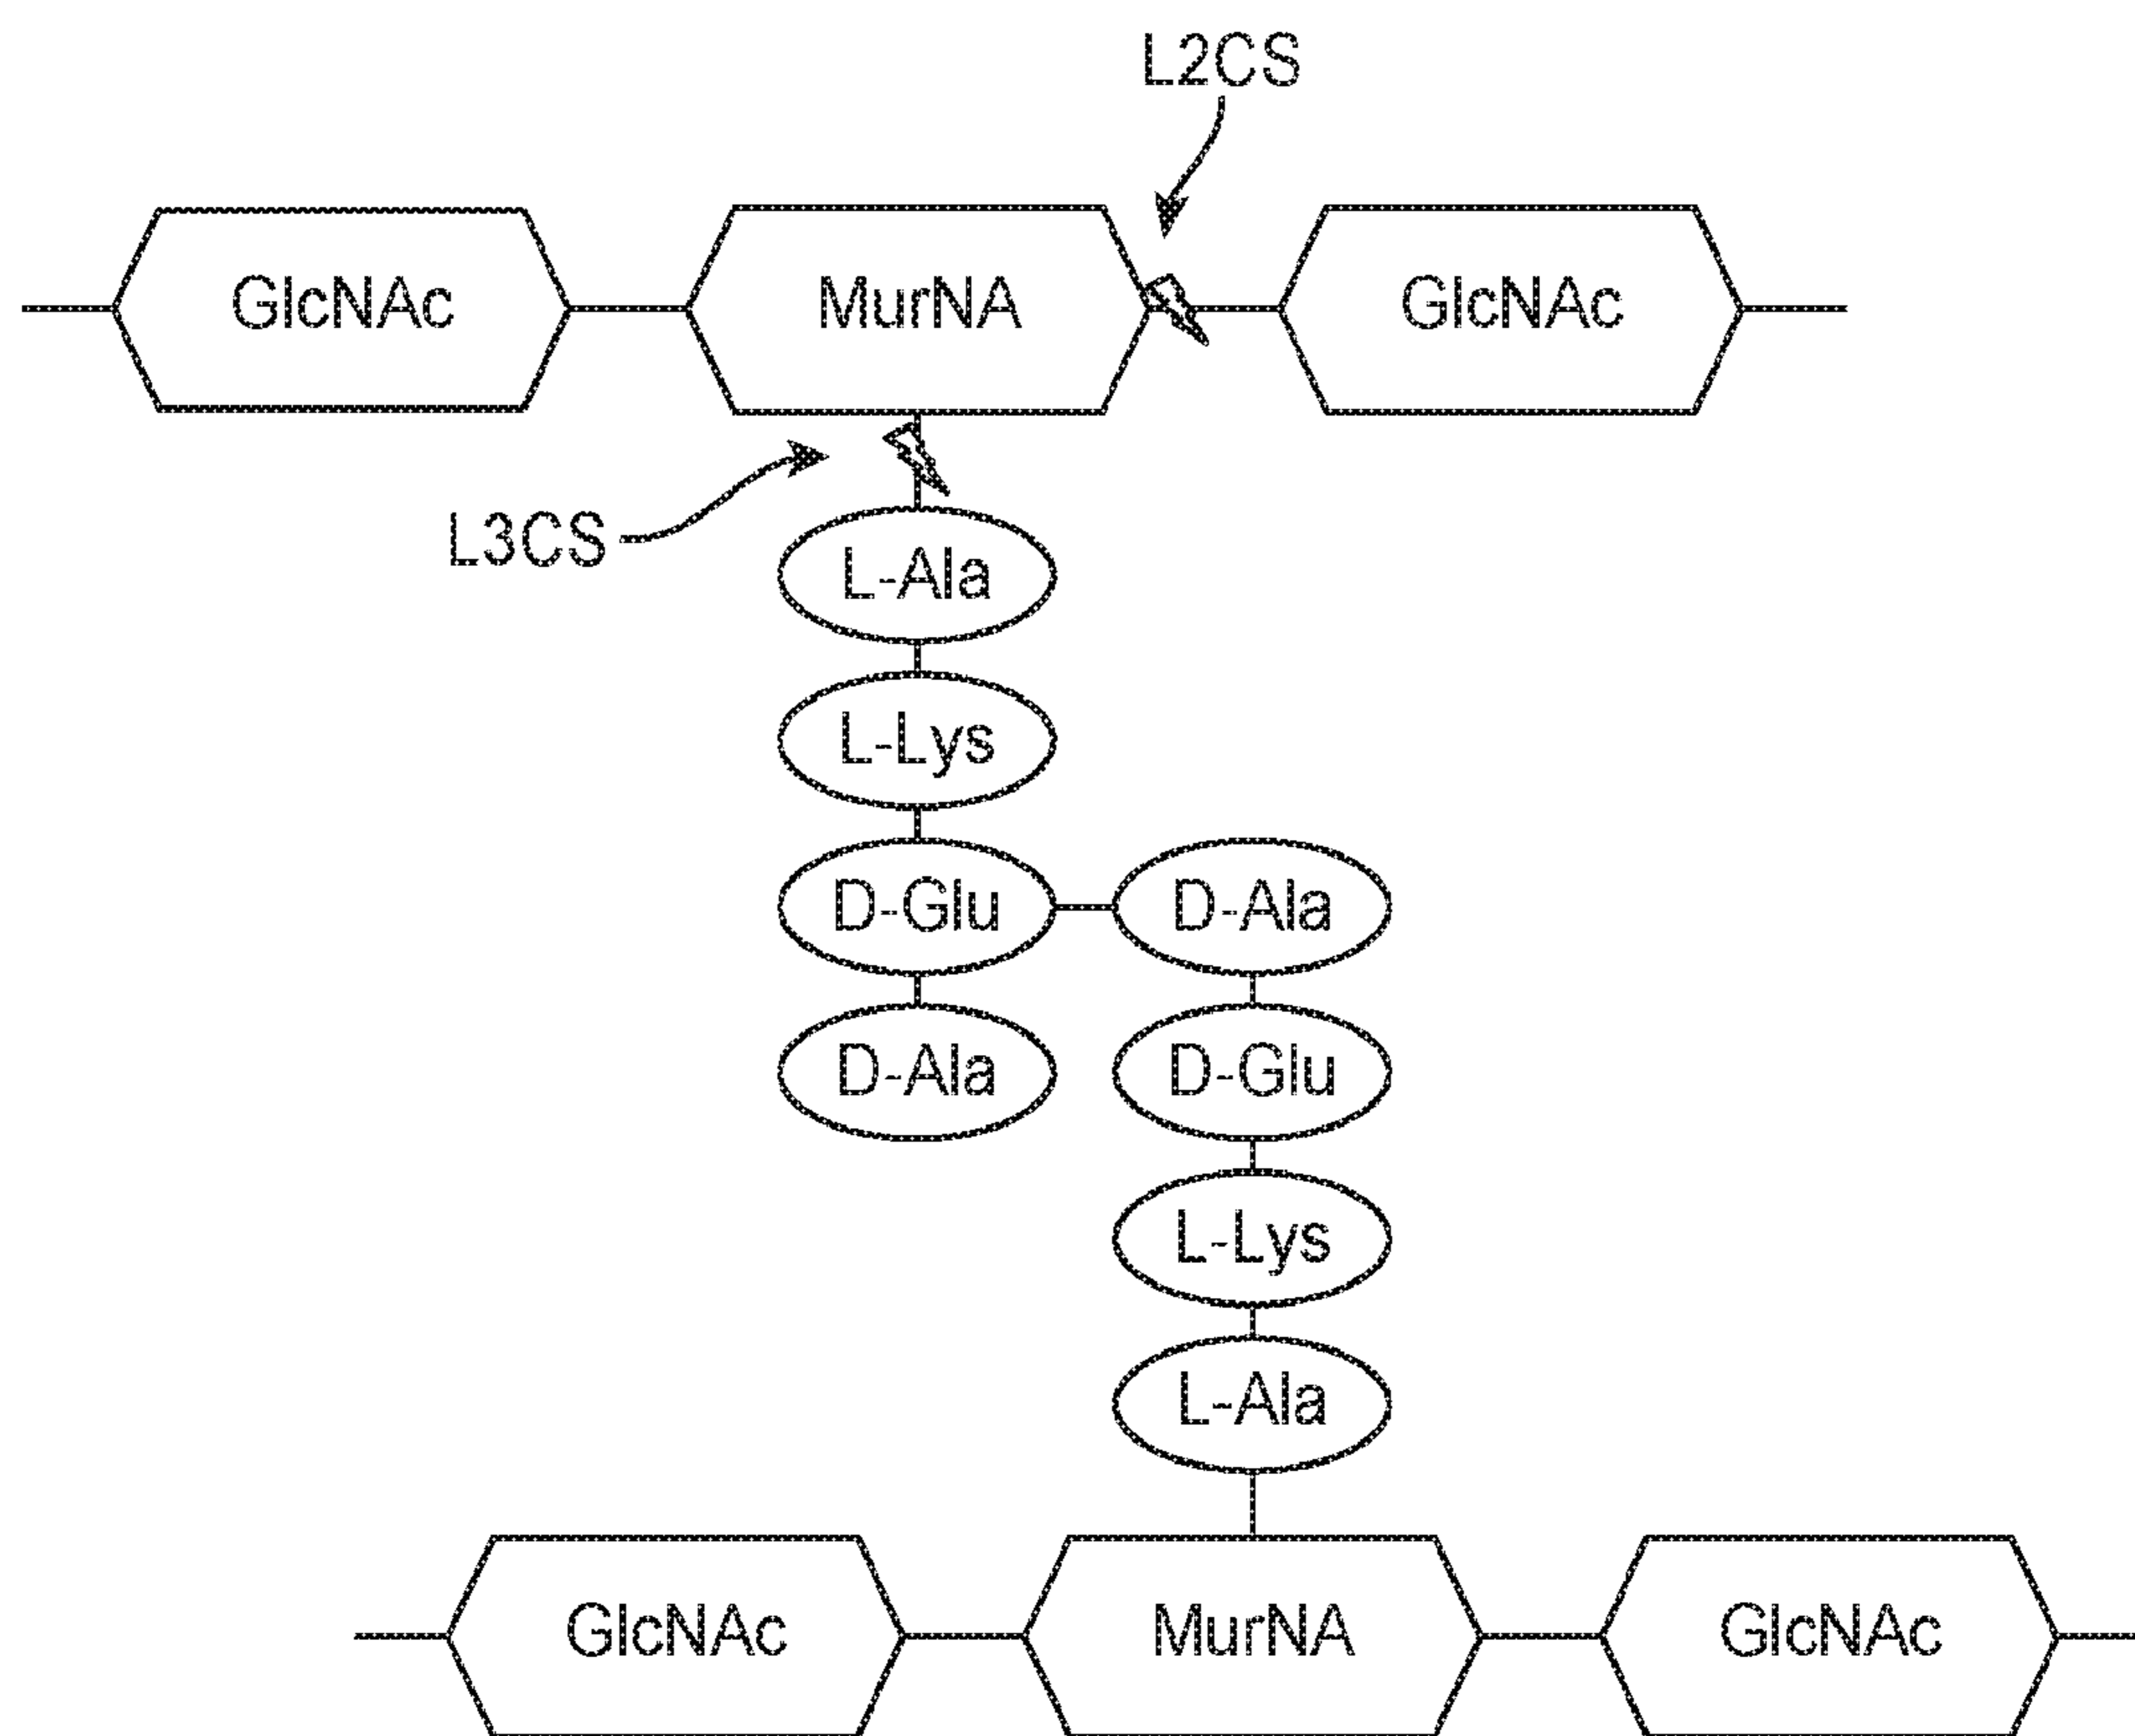 L2CS
GlcNAc MurNA GlcNAc
L3CS
L-Ala
L-Lys
D-Glu D-Ala
D-Ala D-Glu
L-Lys
L-Ala
GlcNAc MurNA GlcNAc